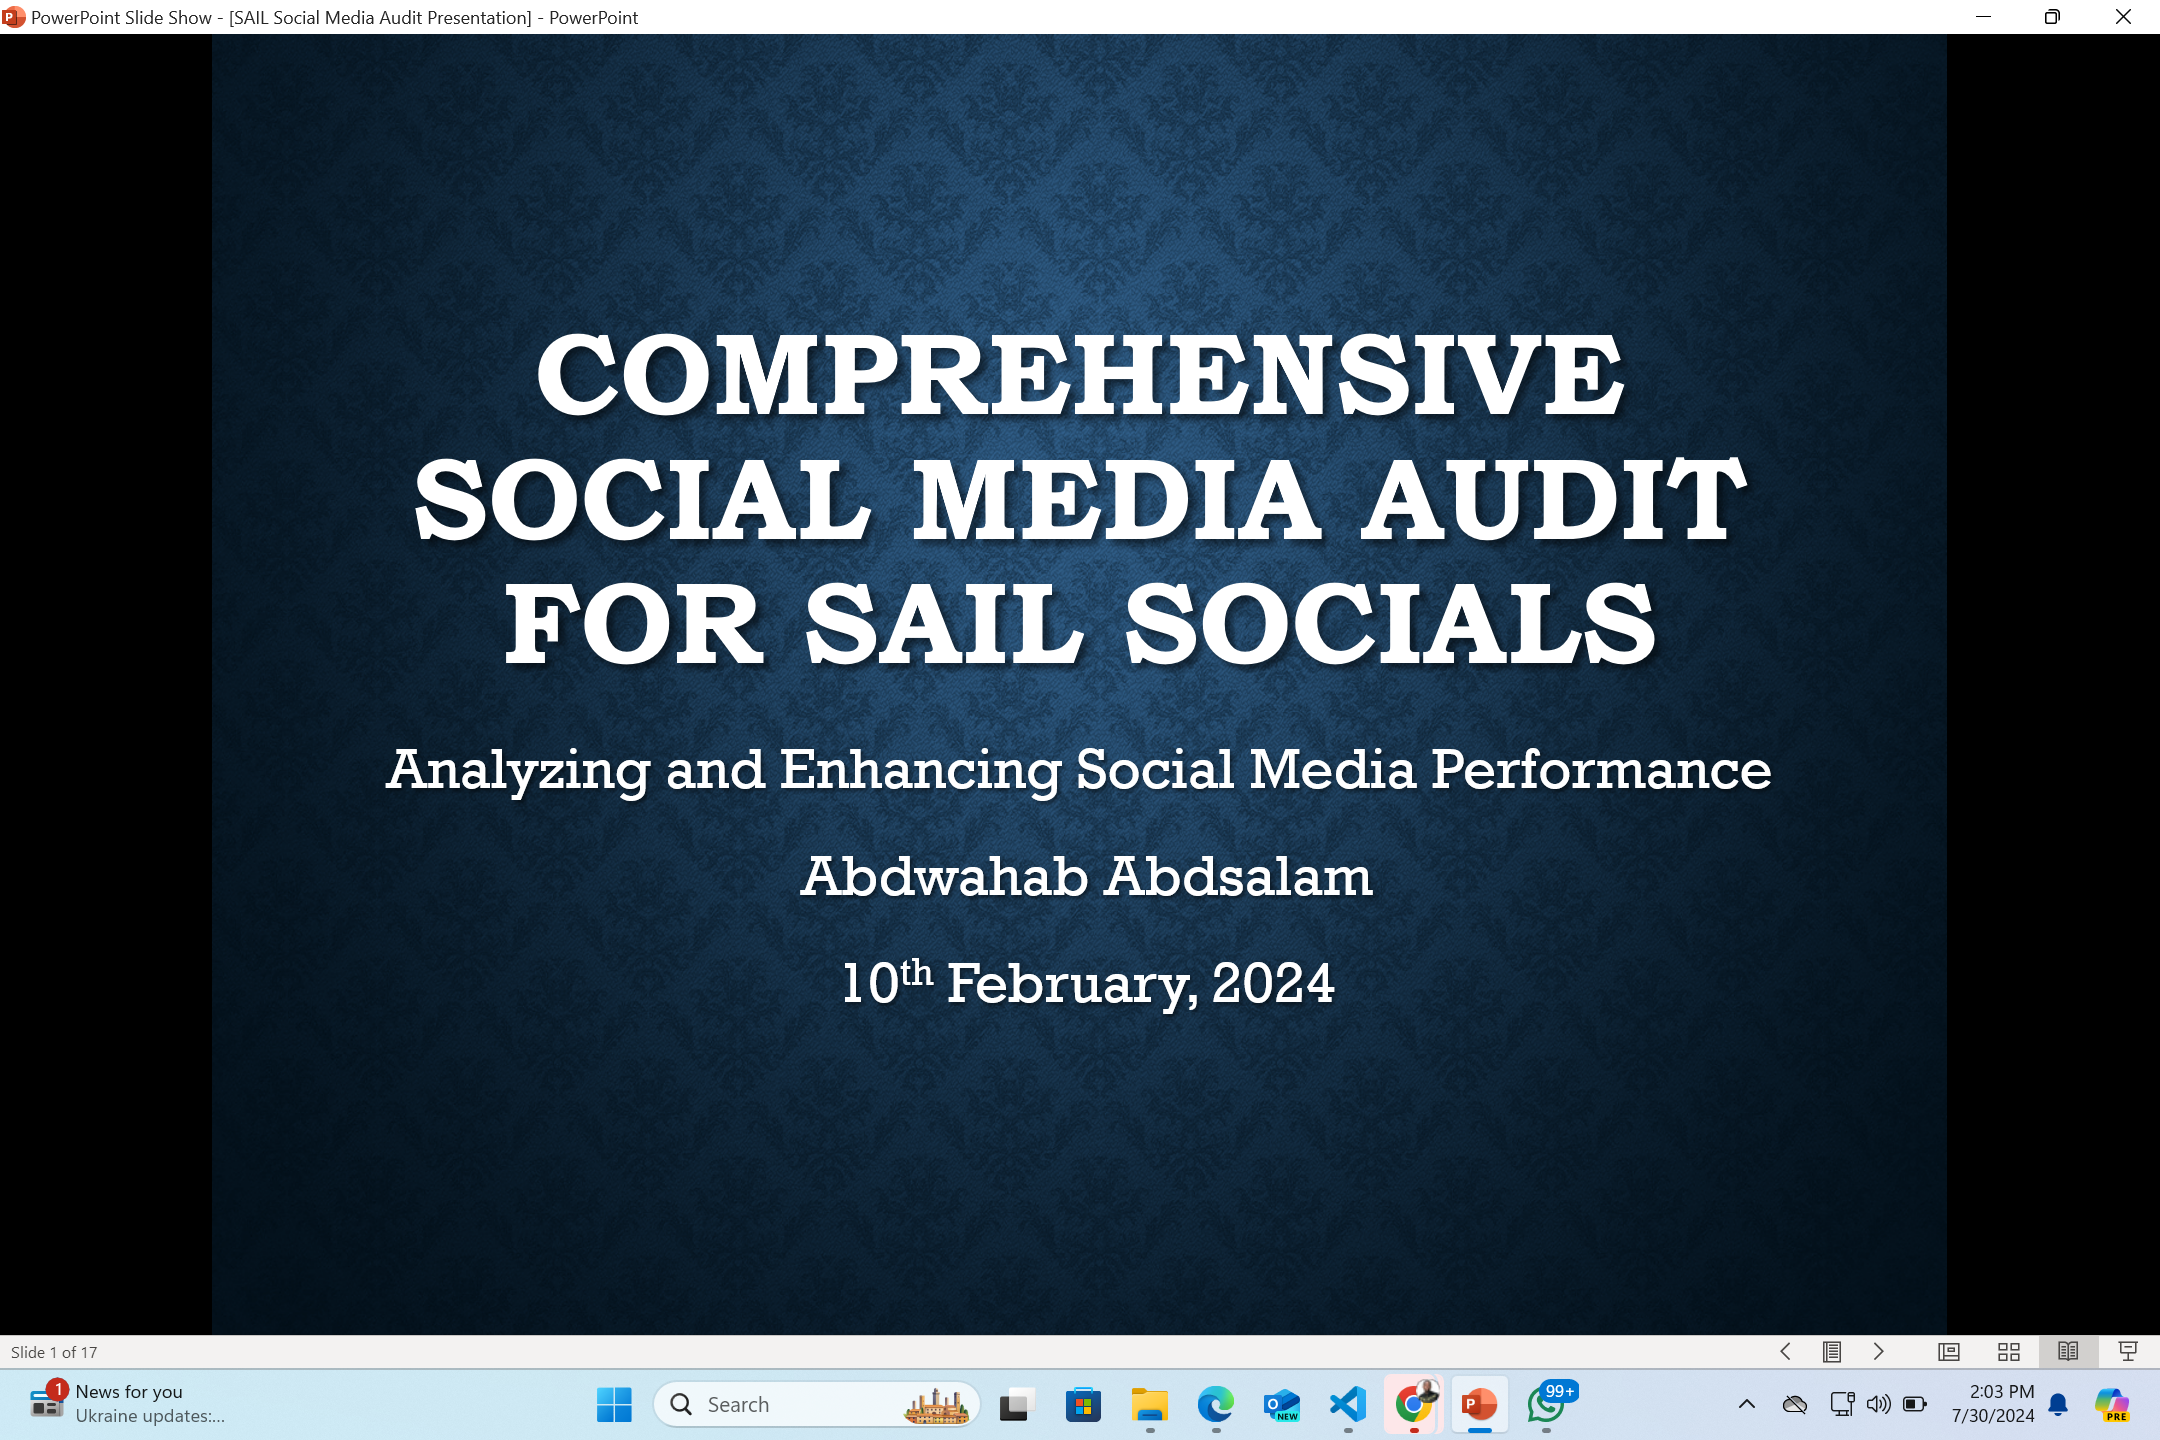 PowerPoint Slide Show - [SAIL Social Media Audit Presentation] - PowerPoint
COMPREHENSIVE
SOCIAL MEDIA AUDIT
FOR SAIL SOCIALS
Analyzing and Enhancing Social Media Performance
Abdwahab Abdsalam
10th February, 2024
Slide 1 of 17
1
News for you
Ukraine updates:...
Search
NEW
99+
2:03 PM
7/30/2024
PRE